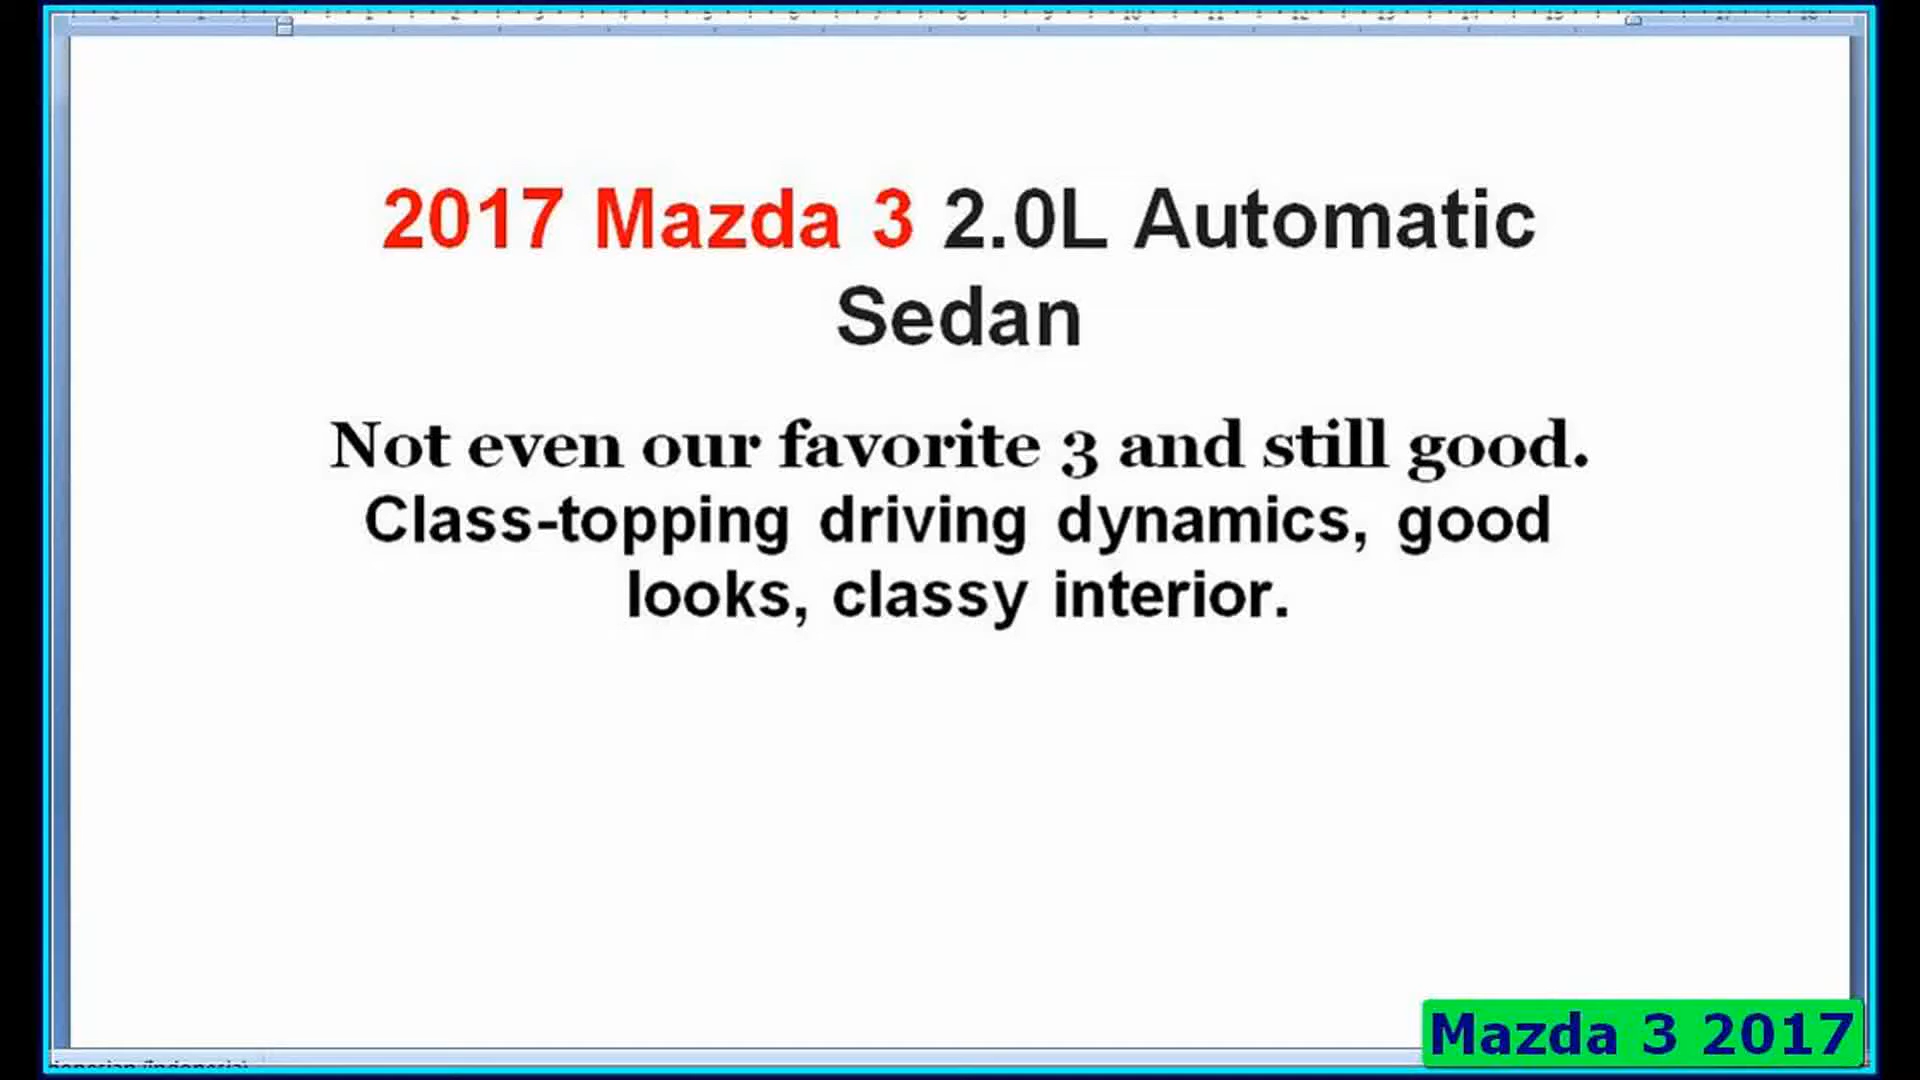 2017 Mazda 3 2.0L Automatic
Sedan
Not even our favorite 3 and still good.
Class-topping driving dynamics, good
looks, classy interior.
Mazda 3 2017